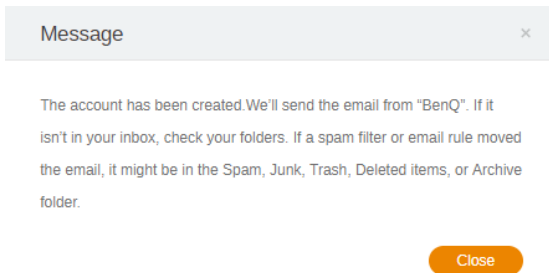 Message
×
The account has been created.We'll send the email from “BenQ”. If it
isn't in your inbox, check your folders. If a spam filter or email rule moved
the email, it might be in the Spam, Junk, Trash, Deleted items, or Archive
folder.
Close